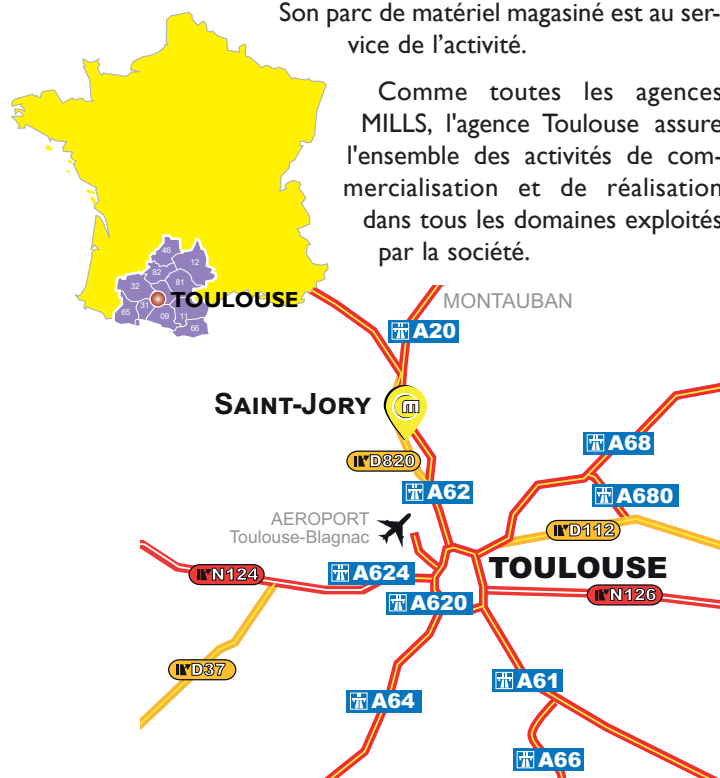 Son parc de matériel magasiné est au ser-
vice de l’activité.
Comme toutes les agences
MILLS, l'agence Toulouse assure
l'ensemble des activités de com-
mercialisation et de réalisation
dans tous les domaines exploités
par la société.
46
12
82
32
81
31
TOULOUSE
65
09
11
66
MONTAUBAN
A20
SAINT-JORY
m
A68
D820
A62
A680
AEROPORT
Toulouse-Blagnac
D112
TOULOUSE
N124
A624
N126
A620
D37
A61
A64
A66